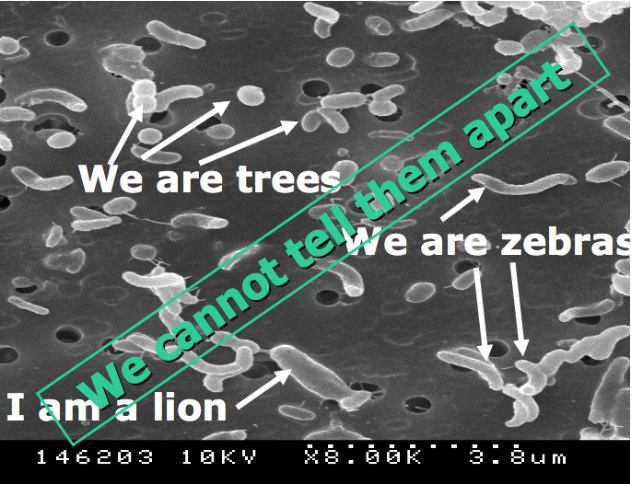 We are trees
We cannot tell them apart
We are zebras
I am a lion
146203 10KV X8.00K 3.8um